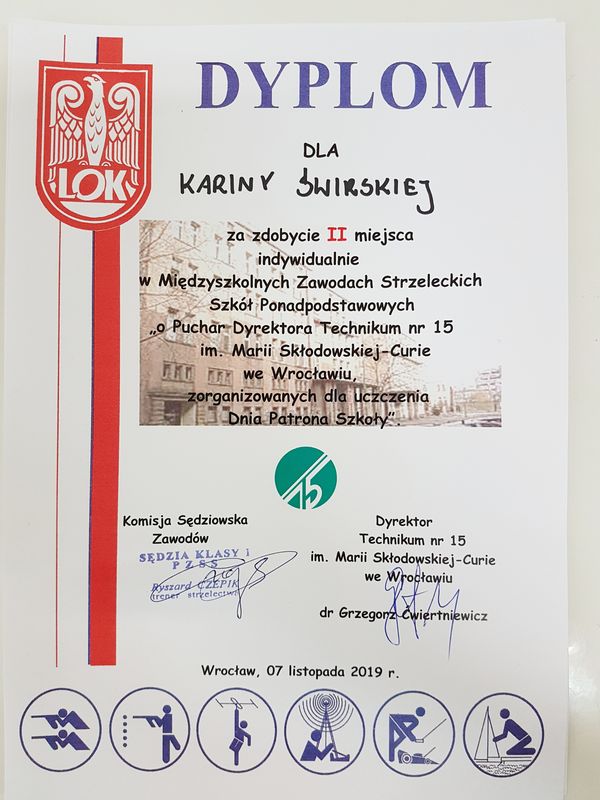 DYPLOM
LOK
DLA
KARINY ŚWIRSKIEJ
za zdobycie II miejsca
indywidualnie
w Międzyszkolnych Zawodach Strzeleckich
Szkół Ponadpodstawowych
„o Puchar Dyrektora Technikum nr 15
im. Marii Skłodowskiej-Curie
we Wrocławiu,
zorganizowanych dla uczczenia
Dnia Patrona Szkoły”.
15
Komisja Sędziowska
Zawodów
SĘDZIA KLASY I
P Z S S
Ryszard CZEPIK
trener strzelectwa
Dyrektor
Technikum nr 15
im. Marii Skłodowskiej-Curie
we Wrocławiu
dr Grzegorz Ćwiertniewicz
Wrocław, 07 listopada 2019 r.